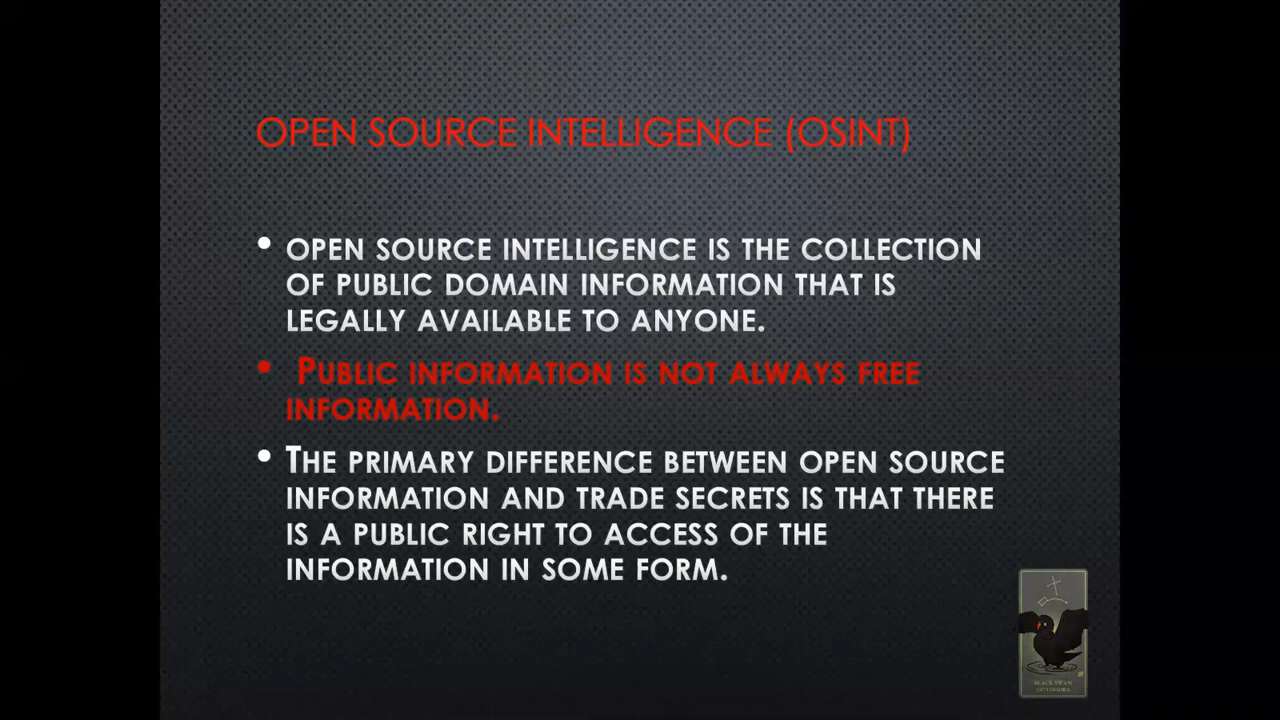 OPEN SOURCE INTELLIGENCE (OSINT)
• OPEN SOURCE INTELLIGENCE IS THE COLLECTION
OF PUBLIC DOMAIN INFORMATION THAT IS
LEGALLY AVAILABLE TO ANYONE.
• PUBLIC INFORMATION IS NOT ALWAYS FREE
INFORMATION.
• THE PRIMARY DIFFERENCE BETWEEN OPEN SOURCE
INFORMATION AND TRADE SECRETS IS THAT THERE
IS A PUBLIC RIGHT TO ACCESS OF THE
INFORMATION IN SOME FORM.
BLACK SWAN